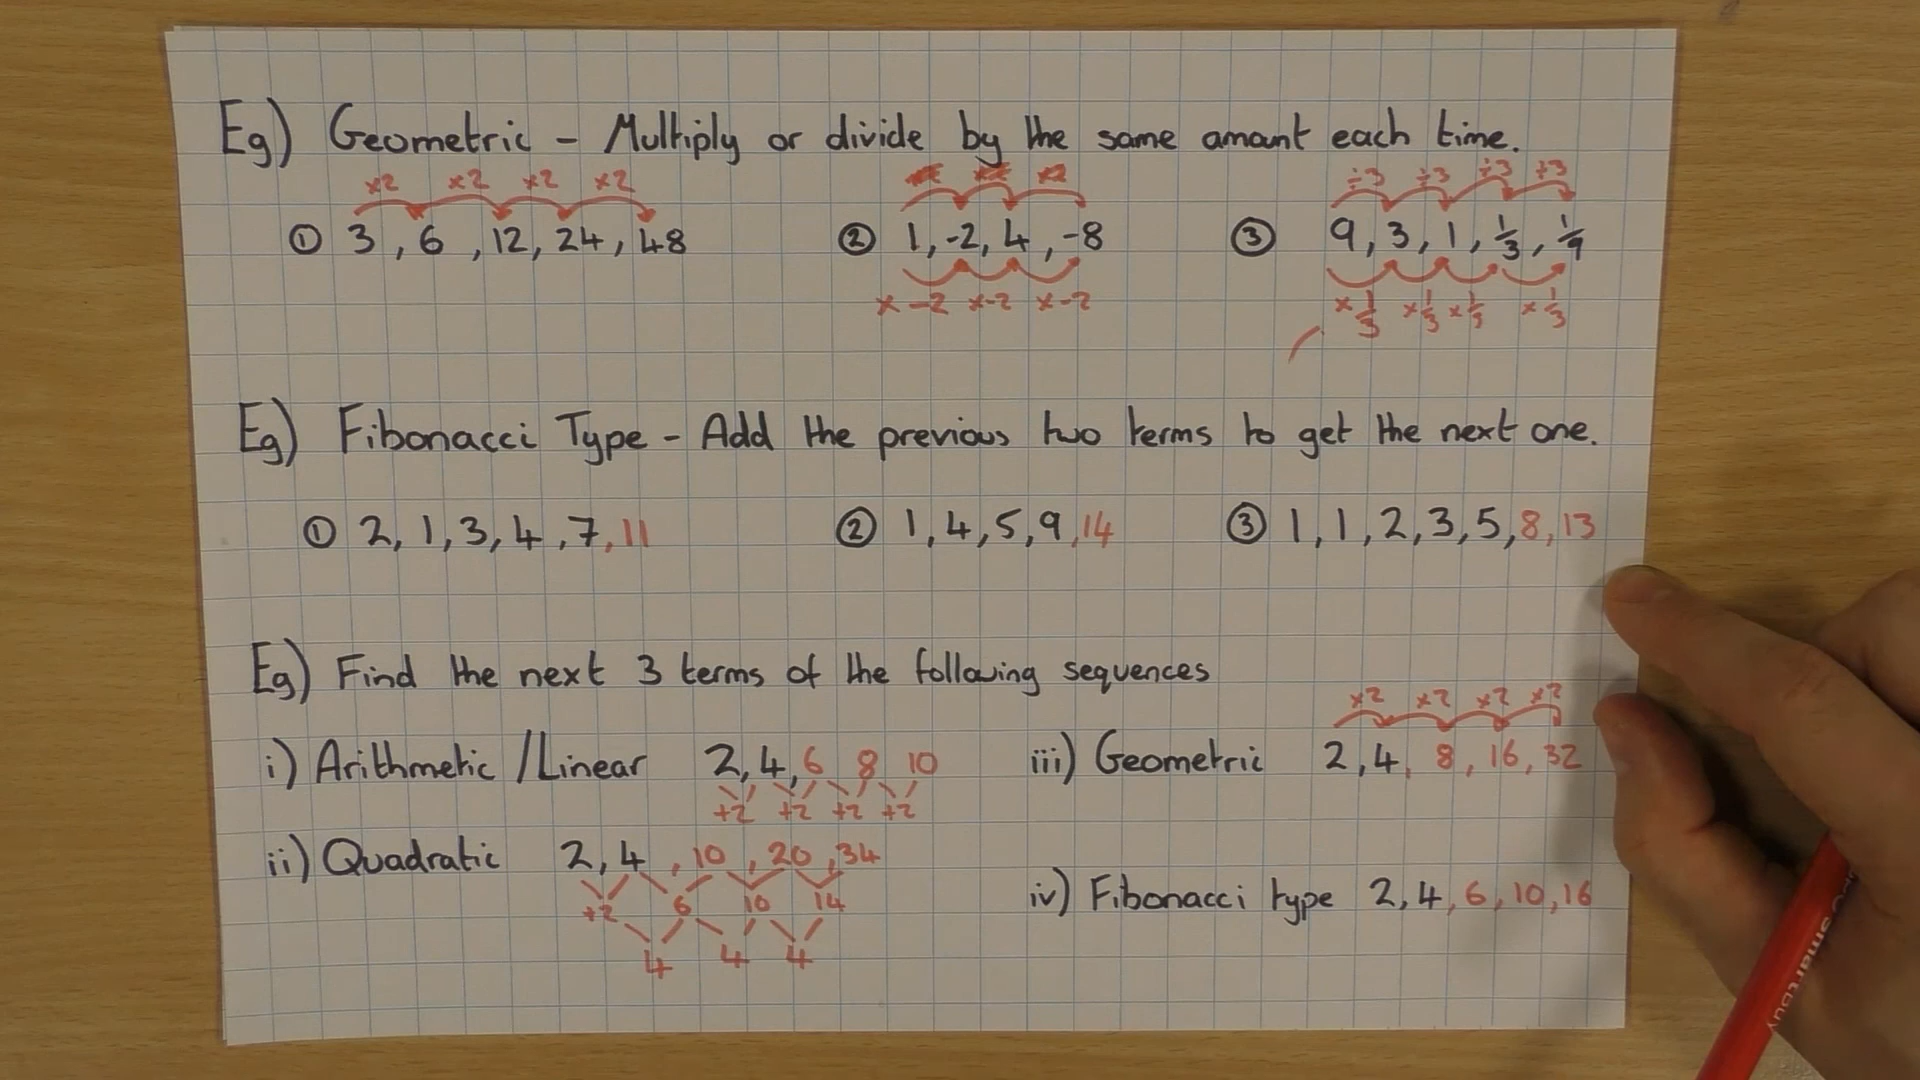 Eg) Geometric - Multiply or divide by the same amount each time.
×2 ×2 ×2 ×2
×2
÷3 ÷3 ÷3 ÷3
① 3, 6, 12, 24, 48
② 1, -2, 4, -8
③ 9, 3, 1, 1/3, 1/9
× -2 ×-2 ×-2
×1/3 ×1/3 ×1/3 ×1/3
Eg) Fibonacci Type - Add the previous two terms to get the next one.
① 2, 1, 3, 4, 7, 11
② 1, 4, 5, 9, 14
③ 1, 1, 2, 3, 5, 8, 13
Eg) Find the next 3 terms of the following sequences
i) Arithmetic /Linear 2, 4, 6 8 10
+2 +2 +2 +2
ii) Quadratic 2, 4, 10, 20, 34
+2 6 10 14
4 4 4
×2 ×2 ×2 ×2
iii) Geometric 2, 4, 8, 16, 32
iv) Fibonacci type 2, 4, 6, 10, 16